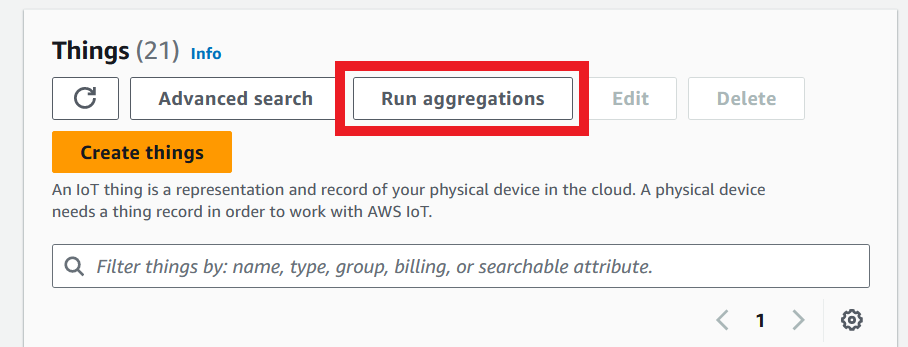 Things (21) Info
Advanced search Run aggregations Edit Delete
Create things
An IoT thing is a representation and record of your physical device in the cloud. A physical device
needs a thing record in order to work with AWS IoT.
Filter things by: name, type, group, billing, or searchable attribute.
1